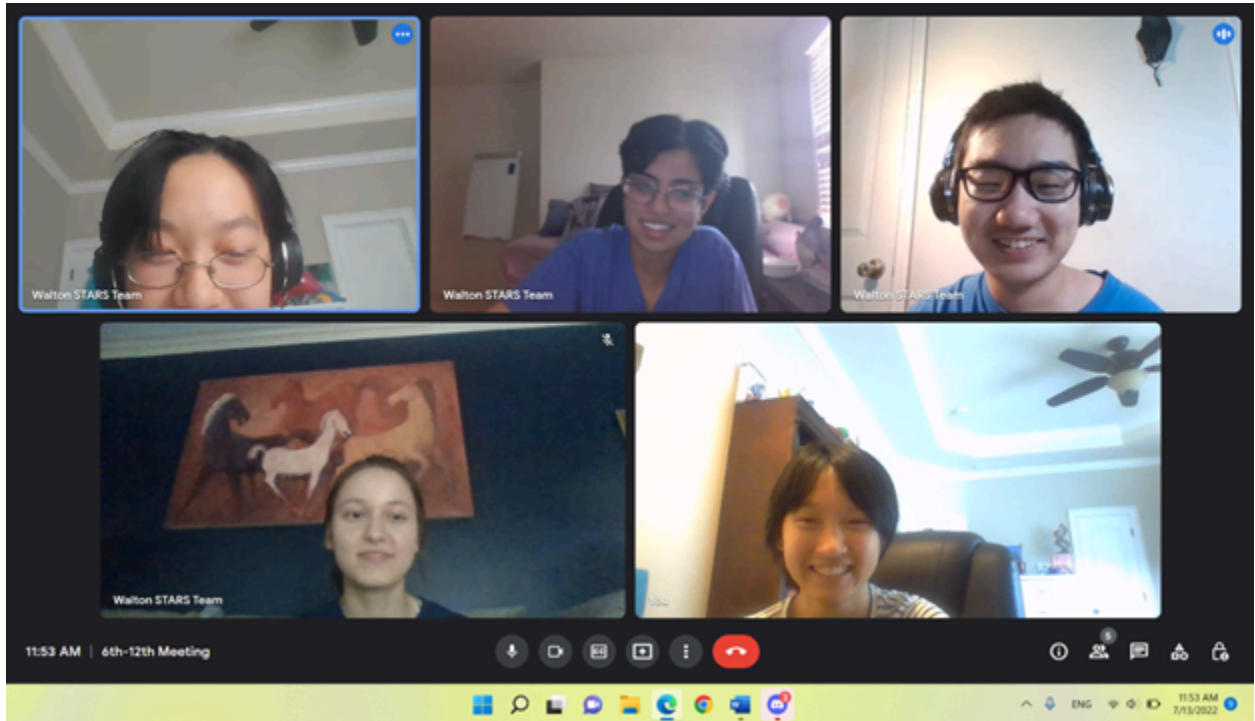 Walton STARS Team
Walton STARS Team
Walton STARS Team
Walton STARS Team
You
11:53 AM | 6th-12th Meeting
5
ENG
11:53 AM
7/13/2022